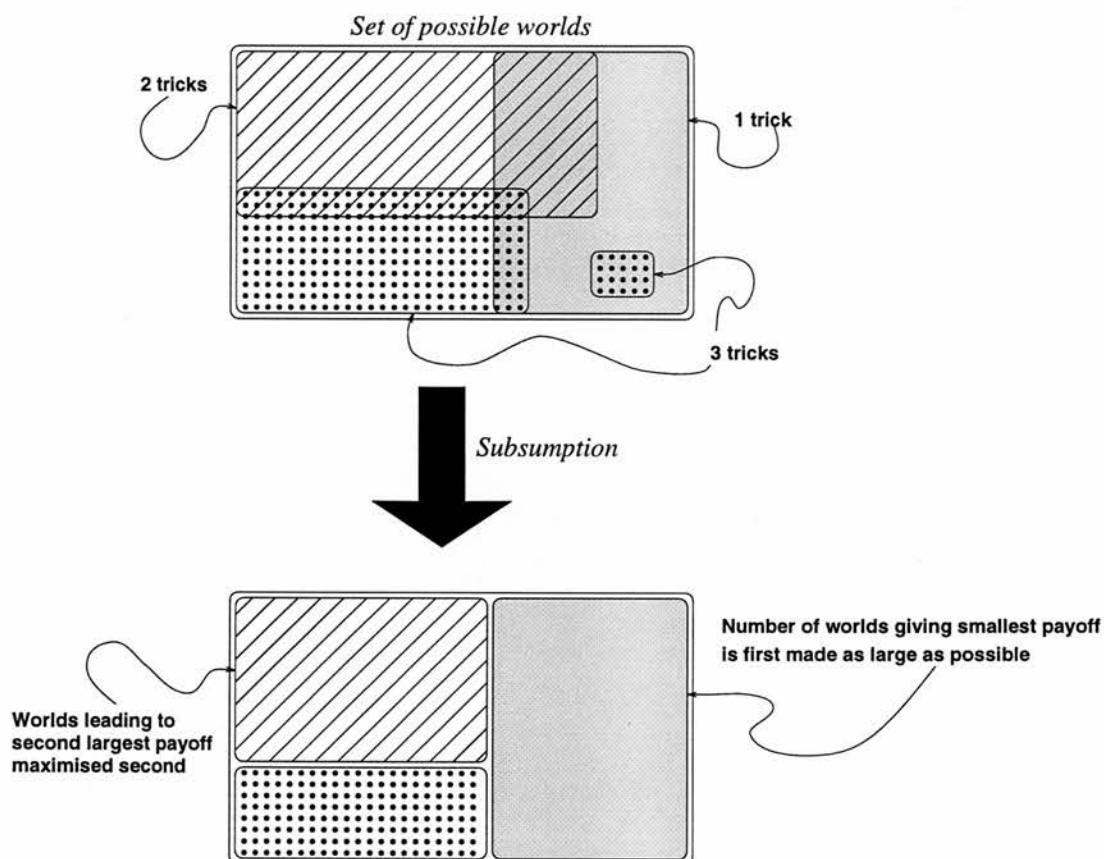 Set of possible worlds
2 tricks
1 trick
3 tricks
Subsumption
Number of worlds giving smallest payoff
is first made as large as possible
Worlds leading to
second largest payoff
maximised second